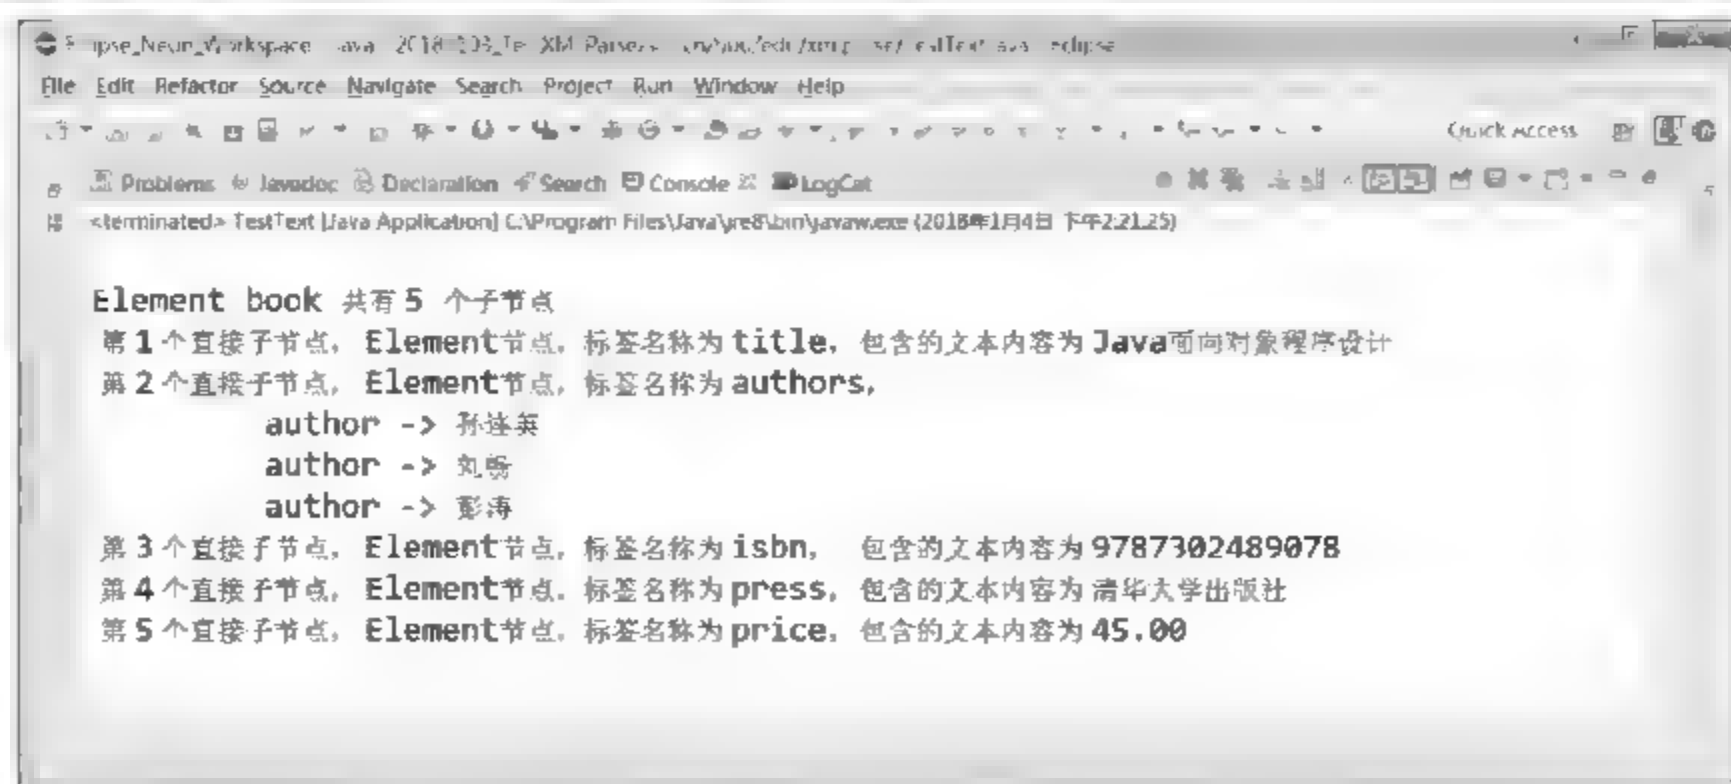 File Edit Refactor Source Navigate Search Project Run Window Help
Quick Access
Problems Javadoc Declaration Search Console LogCat
<terminated> TestText [Java Application] C:\Program Files\Java\jre8\bin\javaw.exe (2018年1月4日 下午2:21:25)
Element book 共有 5 个子节点
第 1 个直接子节点, Element节点, 标签名称为 title, 包含的文本内容为 Java面向对象程序设计
第 2 个直接子节点, Element节点, 标签名称为 authors,
author -> 孙连英
author -> 刘畅
author -> 彭涛
第 3 个直接子节点, Element节点, 标签名称为 isbn, 包含的文本内容为 9787302489078
第 4 个直接子节点, Element节点, 标签名称为 press, 包含的文本内容为 清华大学出版社
第 5 个直接子节点, Element节点, 标签名称为 price, 包含的文本内容为 45.00